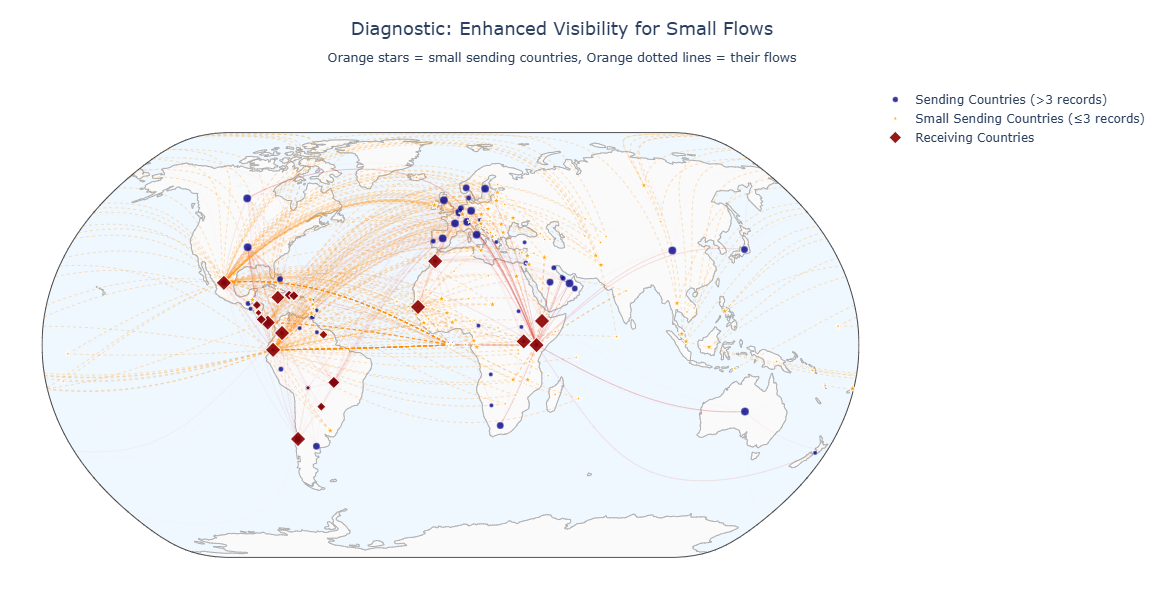 Diagnostic: Enhanced Visibility for Small Flows
Orange stars = small sending countries, Orange dotted lines = their flows
Sending Countries (>3 records)
Small Sending Countries (≤3 records)
Receiving Countries